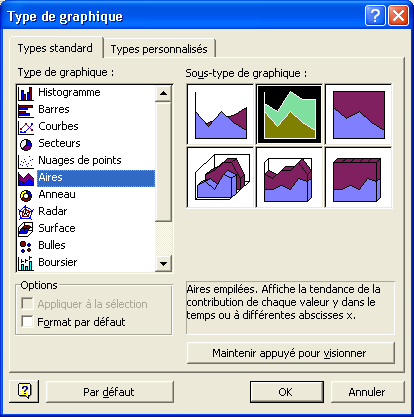 Type de graphique
Types standard
Types personnalisés
Type de graphique :
Sous-type de graphique :
Histogramme
Barres
Courbes
Secteurs
Nuages de points
Aires
Anneau
Radar
Surface
Bulles
Boursier
Options
Appliquer à la sélection
Format par défaut
Aires empilées. Affiche la tendance de la
contribution de chaque valeur y dans le
temps ou à différentes abscisses x.
Maintenir appuyé pour visionner
Par défaut
OK
Annuler